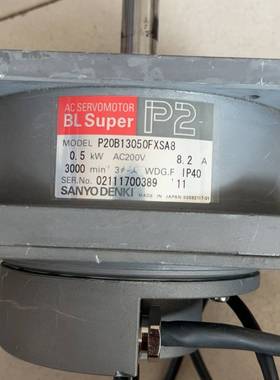 AC SERVOMOTOR
BL Super P2
MODEL P20B13050FXSA8
0.5 kW AC200V 8.2 A
3000 min⁻¹ WDG.F IP40
SER.No. 02111700389 '11
SANYO DENKI MADE IN JAPAN